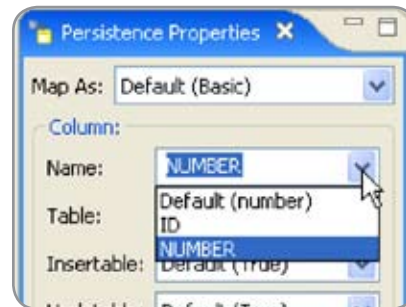 Persistence Properties
Map As: Default (Basic)
Column:
Name: NUMBER
Default (number)
Table: ID
NUMBER
Insertable: Default (True)